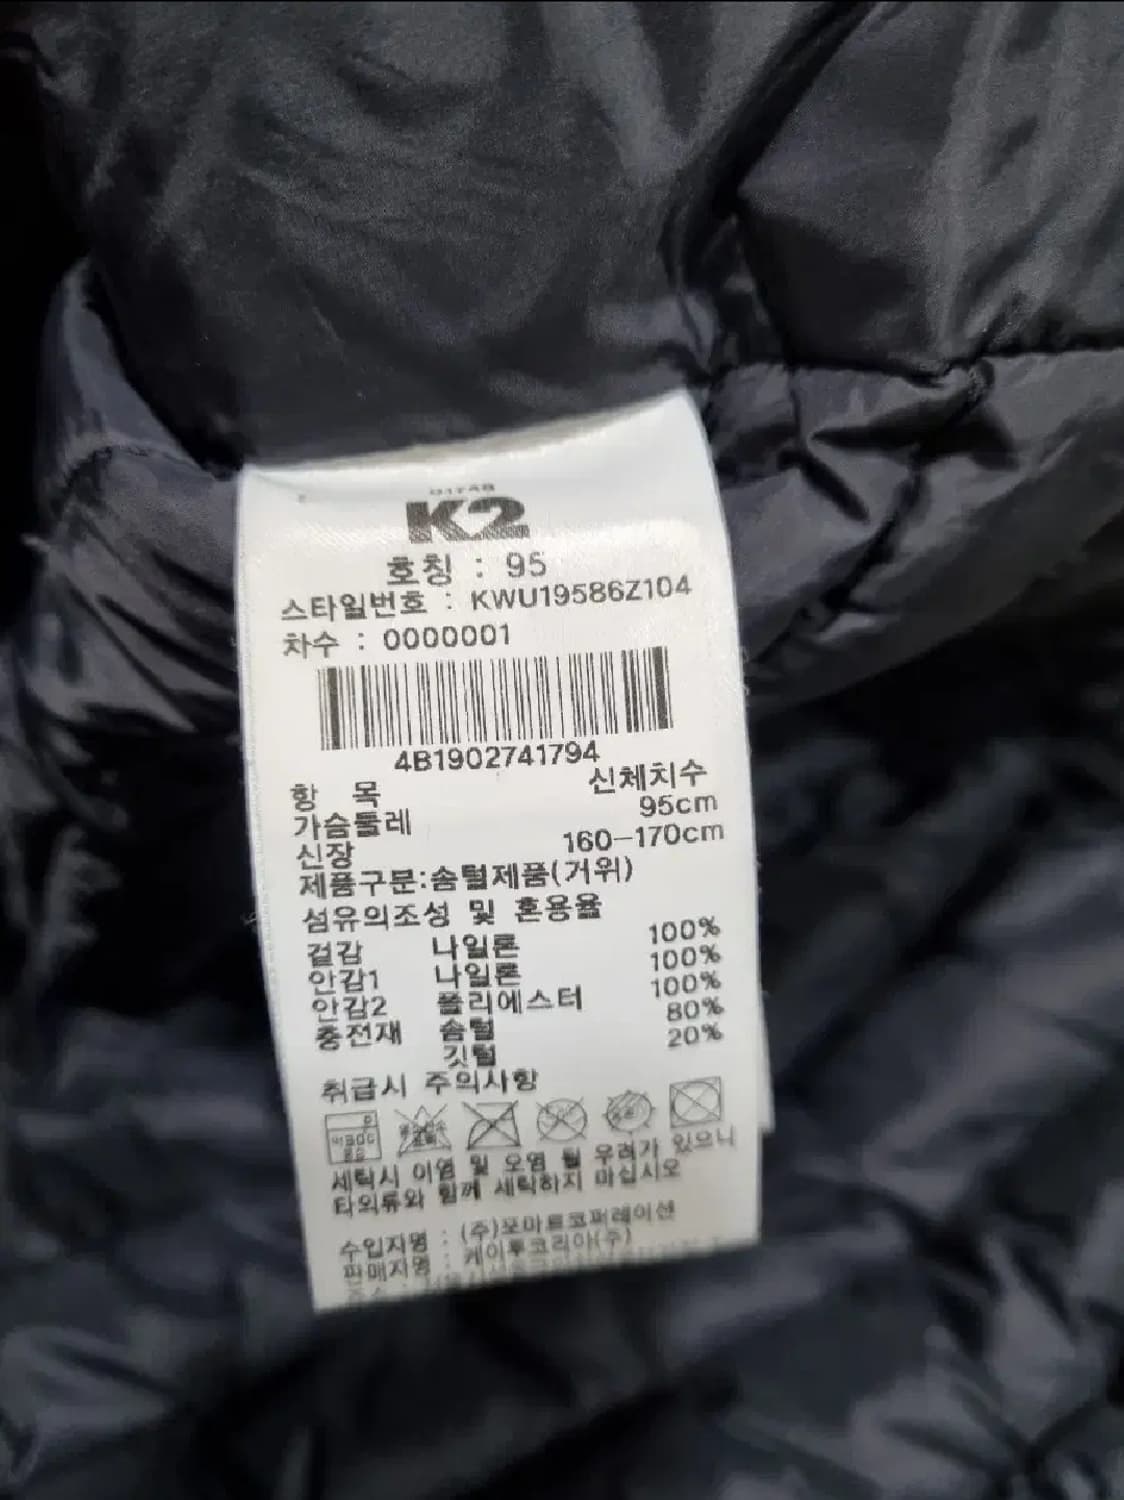 K2
호칭 : 95
스타일번호 : KWU19586Z104
차수 : 0000001
4B1902741794
항 목 신체치수
가슴둘레 95cm
신장 160-170cm
제품구분:솜털제품(거위)
섬유의조성 및 혼용율
겉감 나일론 100%
안감1 나일론 100%
안감2 폴리에스터 100%
충전재 솜털 80%
깃털 20%
취급시 주의사항
세탁시 이염 및 오염 될 우려가 있으니
타의류와 함께 세탁하지 마십시오
수입자명 : (주)포마트코퍼레이션
판매자명 : 케이투코리아(주)